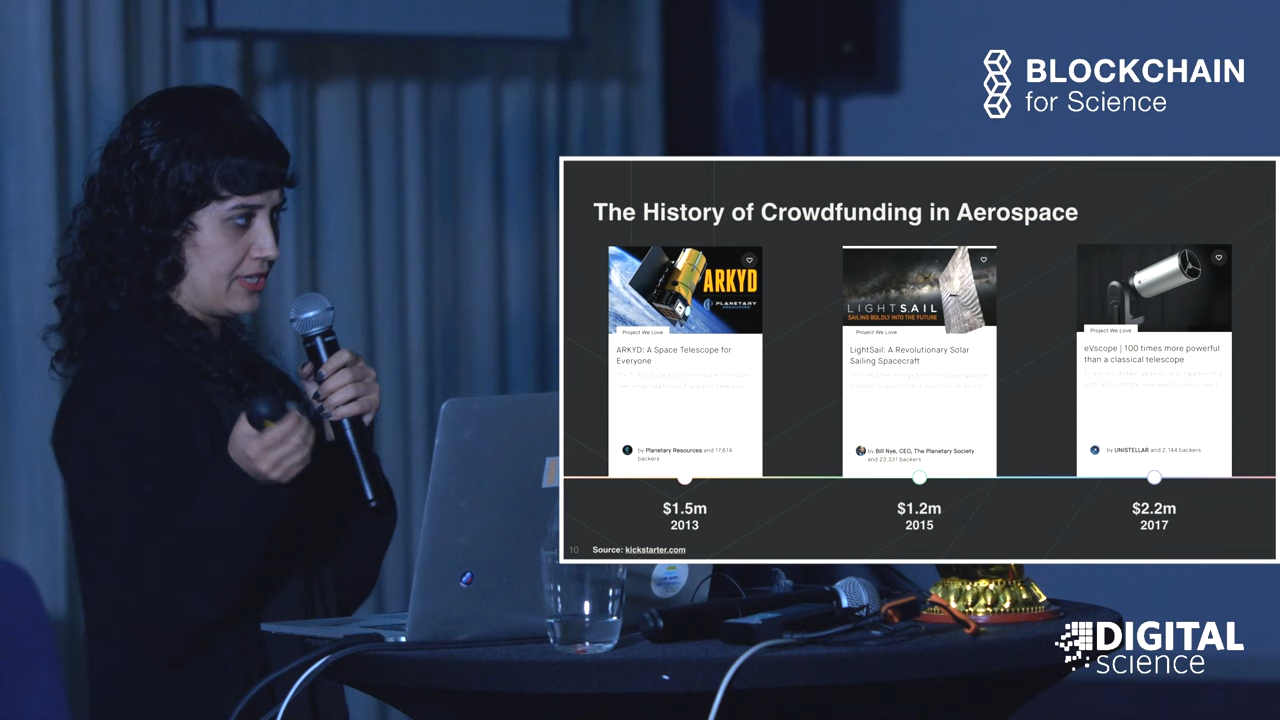 BLOCKCHAIN
for Science
The History of Crowdfunding in Aerospace
ARKYD
PLANETARY
Project We Love
ARKYD: A Space Telescope for
Everyone
by Planetary Resources and 17,614
backers
LIGHTSAIL
SAILING BOLDLY INTO THE FUTURE
Project We Love
LightSail: A Revolutionary Solar
Sailing Spacecraft
by Bill Nye, CEO, The Planetary Society
and 23,331 backers
Project We Love
eVscope | 100 times more powerful
than a classical telescope
by UNISTELLAR and 2,144 backers
$1.5m
2013
$1.2m
2015
$2.2m
2017
10
Source: kickstarter.com
DIGITAL
science